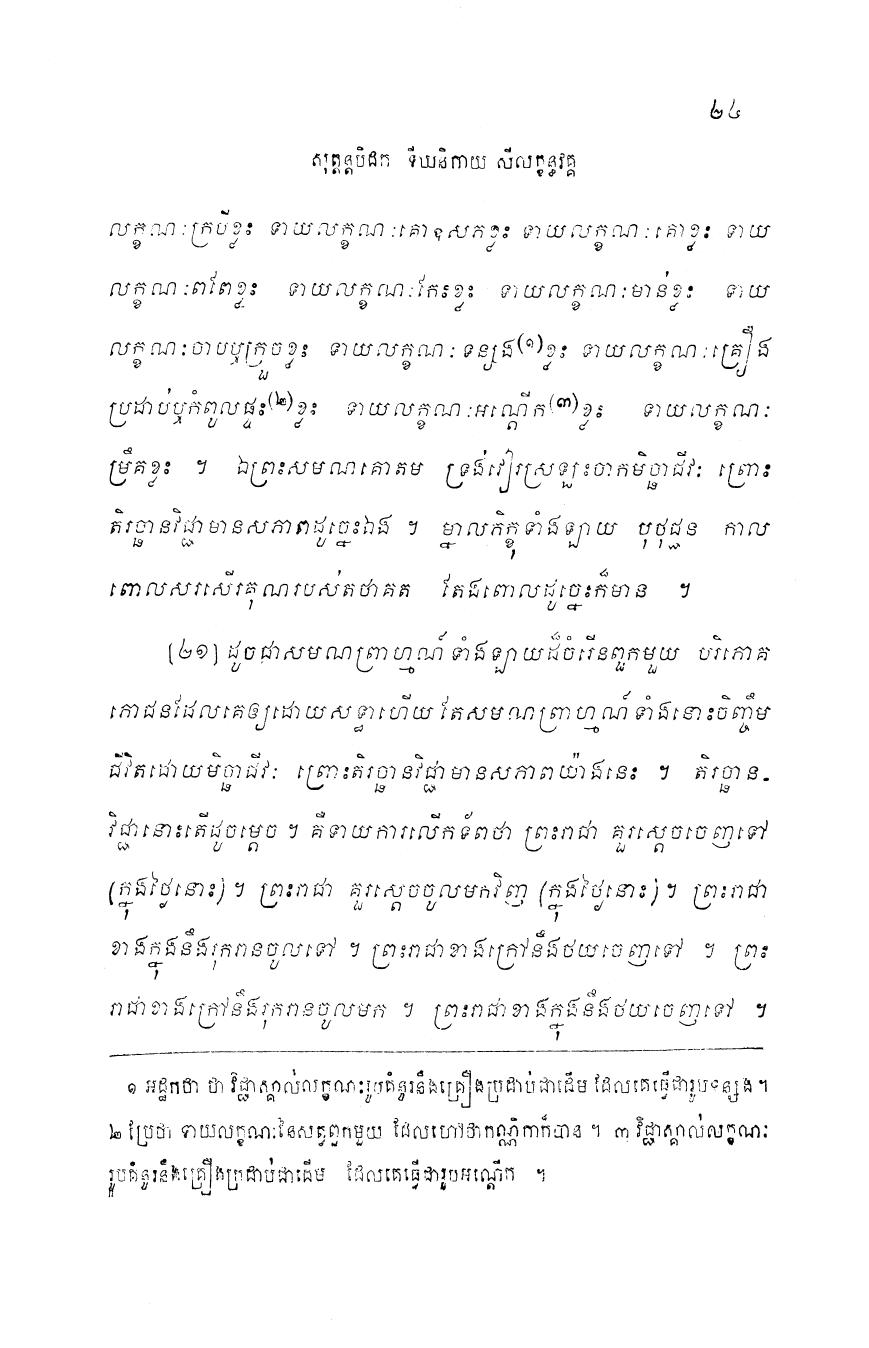 ២៤
សុត្តន្តបិដក ទីឃនិកាយ សីលក្ខន្ធវគ្គ
លក្ខណៈក្របីខ្លះ ទាយលក្ខណៈគោឧសភខ្លះ ទាយលក្ខណៈគោខ្លះ ទាយ
លក្ខណៈពពែខ្លះ ទាយលក្ខណៈកែះខ្លះ ទាយលក្ខណៈមាន់ខ្លះ ទាយ
លក្ខណៈចាបឬក្រួចខ្លះ ទាយលក្ខណៈទន្សង(១)ខ្លះ ទាយលក្ខណៈគ្រឿង
ប្រដាប់ឬកំពូលផ្ទះ(២)ខ្លះ ទាយលក្ខណៈអណ្តើក(៣)ខ្លះ ទាយលក្ខណៈ
ម្រឹគខ្លះ ។ ឯព្រះសមណគោតម ទ្រង់វៀរស្រឡះចាកមិច្ឆាជីវៈ ព្រោះ
តិរច្ឆានវិជ្ជាមានសភាពដូច្នេះឯង ។ ម្នាលភិក្ខុទាំងឡាយ បុថុជ្ជន កាល
ពោលសរសើរគុណរបស់តថាគត តែងពោលដូច្នេះក៏មាន ។
[២១] ដូចជាសមណព្រាហ្មណ៍ទាំងឡាយដ៏ចំរើនពួកមួយ បរិភោគ
ភោជនដែលគេឲ្យដោយសទ្ធាហើយ តែសមណព្រាហ្មណ៍ទាំងនោះចិញ្ចឹម
ជីវិតដោយមិច្ឆាជីវៈ ព្រោះតិរច្ឆានវិជ្ជាមានសភាពយ៉ាងនេះ ។ តិរច្ឆាន-
វិជ្ជានោះតើដូចម្តេច ។ គឺទាយការលើកទ័ពថា ព្រះរាជា គួរស្តេចចេញទៅ
(ក្នុងថ្ងៃនោះ) ។ ព្រះរាជា គួរស្តេចចូលមកវិញ (ក្នុងថ្ងៃនោះ) ។ ព្រះរាជា
ខាងក្នុងនឹងរុករានចូលទៅ ។ ព្រះរាជាខាងក្រៅនឹងថយចេញទៅ ។ ព្រះ
រាជាខាងក្រៅនឹងរុករានចូលមក ។ ព្រះរាជាខាងក្នុងនឹងថយចេញទៅ ។
១ អដ្ឋកថា ថា វិជ្ជាស្គាល់លក្ខណៈរូបគំនូរនឹងគ្រឿងប្រដាប់ជាដើម ដែលគេធ្វើជារូបទន្សង។
២ ប្រែថា ទាយលក្ខណៈនៃសត្វពួកមួយ ដែលហៅថាកណ្ណិកាក៏បាន ។ ៣ វិជ្ជាស្គាល់លក្ខណៈ
រូបគំនូរនឹងគ្រឿងប្រដាប់ជាដើម ដែលគេធ្វើជារូបអណ្តើក ។